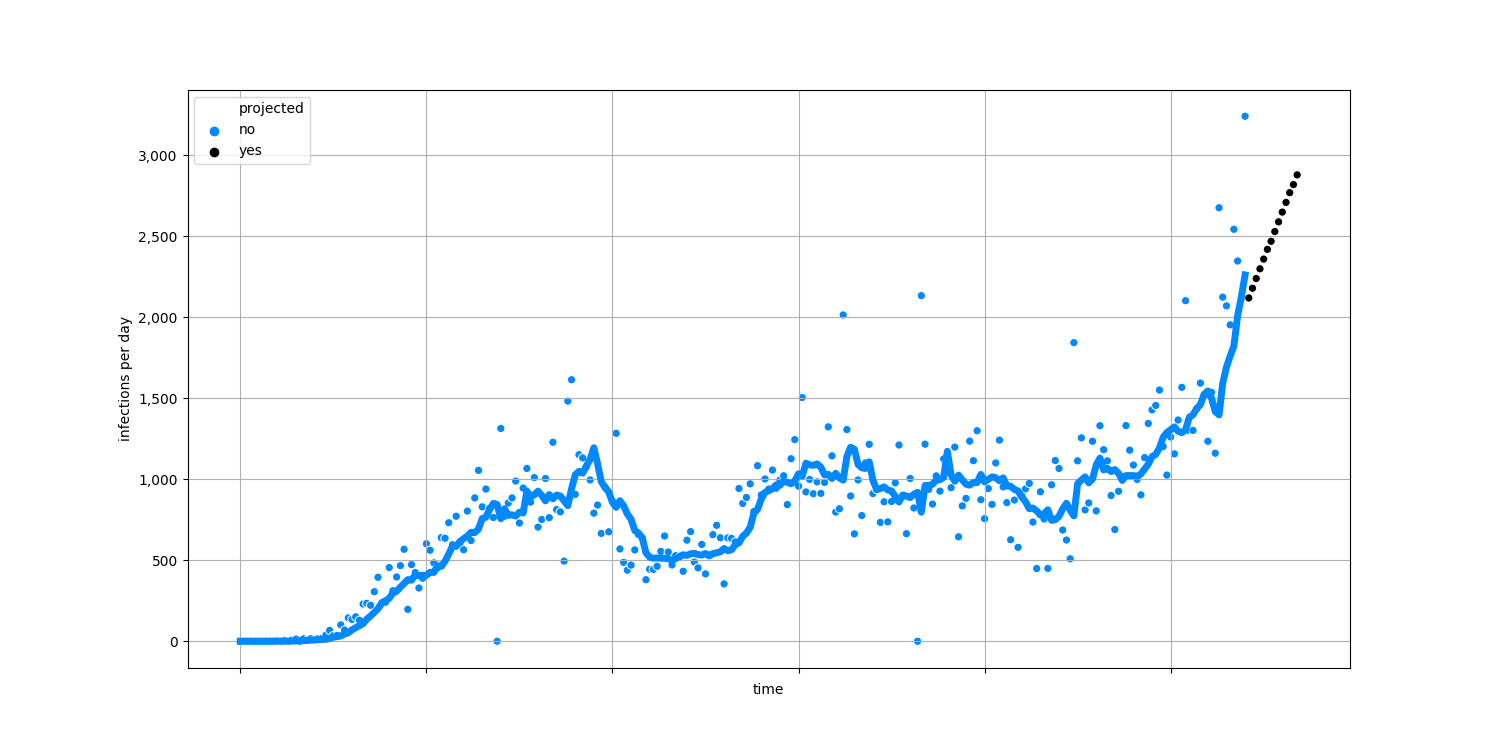 projected
no
yes
3,000
2,500
2,000
1,500
1,000
500
0
infections per day
time